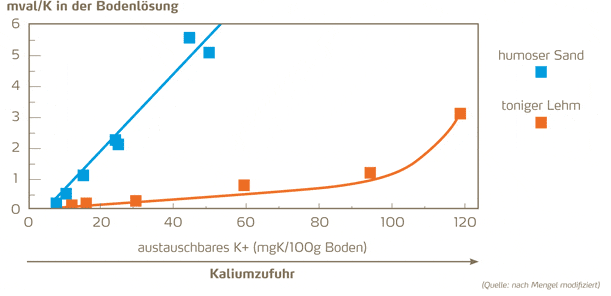 mval/K in der Bodenlösung
6
5
4
3
2
1
0
0 20 40 60 80 100 120
humoser Sand
toniger Lehm
austauschbares K+ (mgK/100g Boden)
Kaliumzufuhr
(Quelle: nach Mengel modifiziert)